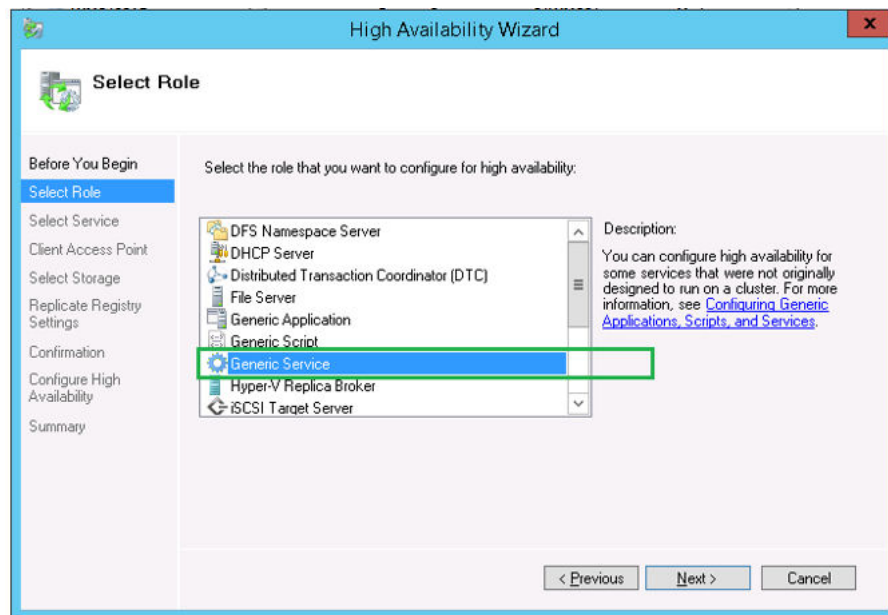 High Availability Wizard
x
Select Role
Before You Begin
Select Role
Select Service
Client Access Point
Select Storage
Replicate Registry
Settings
Confirmation
Configure High
Availability
Summary
Select the role that you want to configure for high availability:
DFS Namespace Server
DHCP Server
Distributed Transaction Coordinator (DTC)
File Server
Generic Application
Generic Script
Generic Service
Hyper-V Replica Broker
iSCSI Target Server
Description:
You can configure high availability for
some services that were not originally
designed to run on a cluster. For more
information, see Configuring Generic
Applications, Scripts, and Services.
< Previous
Next >
Cancel